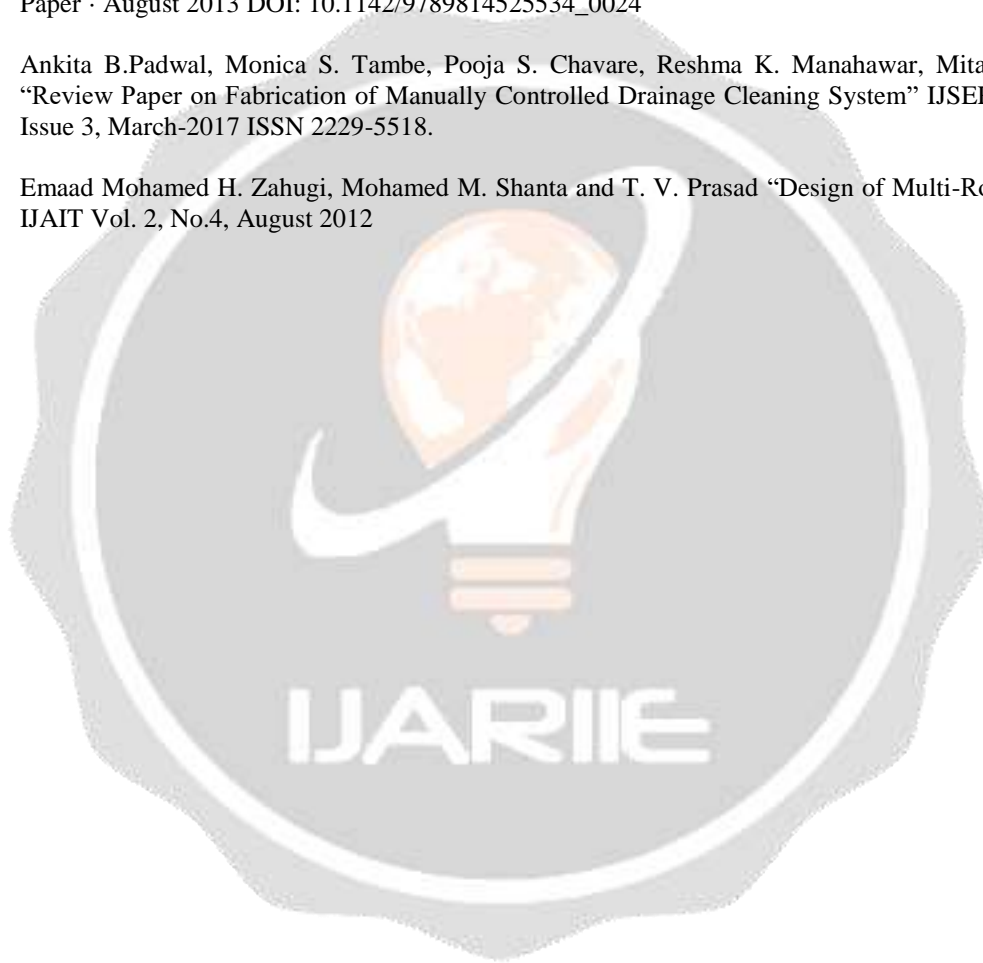 Paper · August 2013 DOI: 10.1142/9789814525534_0024
Ankita B.Padwal, Monica S. Tambe, Pooja S. Chavare, Reshma K. Manahawar, Mita
“Review Paper on Fabrication of Manually Controlled Drainage Cleaning System” IJSE
Issue 3, March-2017 ISSN 2229-5518.
Emaad Mohamed H. Zahugi, Mohamed M. Shanta and T. V. Prasad “Design of Multi-Ro
IJAIT Vol. 2, No.4, August 2012
IJARIIE